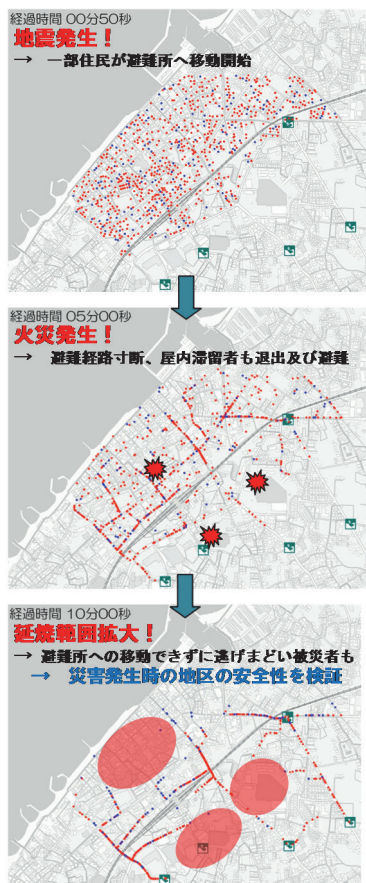 経過時間 00分50秒
地震発生！
→ 一部住民が避難所へ移動開始
経過時間 05分00秒
火災発生！
→ 避難経路寸断、屋内滞留者も退出及び避難
経過時間 10分00秒
延焼範囲拡大！
→ 避難所への移動できずに逃げまどい被災者も
→ 災害発生時の地区の安全性を検証